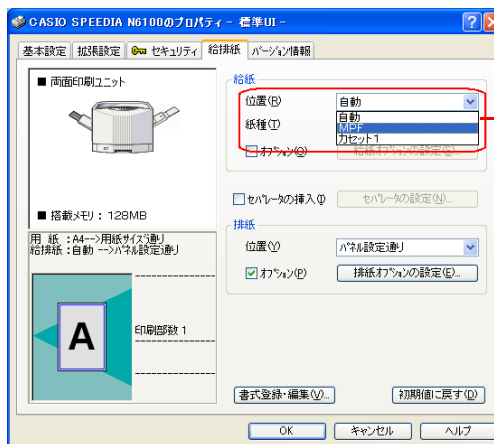 CASIO SPEEDIA N6100のプロパティ - 標準UI -
基本設定 拡張設定 セキュリティ 給排紙 バージョン情報
■ 両面印刷ユニット
■ 搭載メモリ : 128MB
用 紙 :A4-->用紙サイズ通り
給排紙:自動 -->パネル設定通り
A
印刷部数 1
給紙
位置(R) 自動
自動
MPF
カセット1
紙種(T)
オプション(O) 給紙オプションの設定(S)...
セパレータの挿入(I) セパレータの設定(N)...
排紙
位置(Y) パネル設定通り
オプション(P) 排紙オプションの設定(E)...
書式登録・編集(V)... 初期値に戻す(D)
OK キャンセル ヘルプ